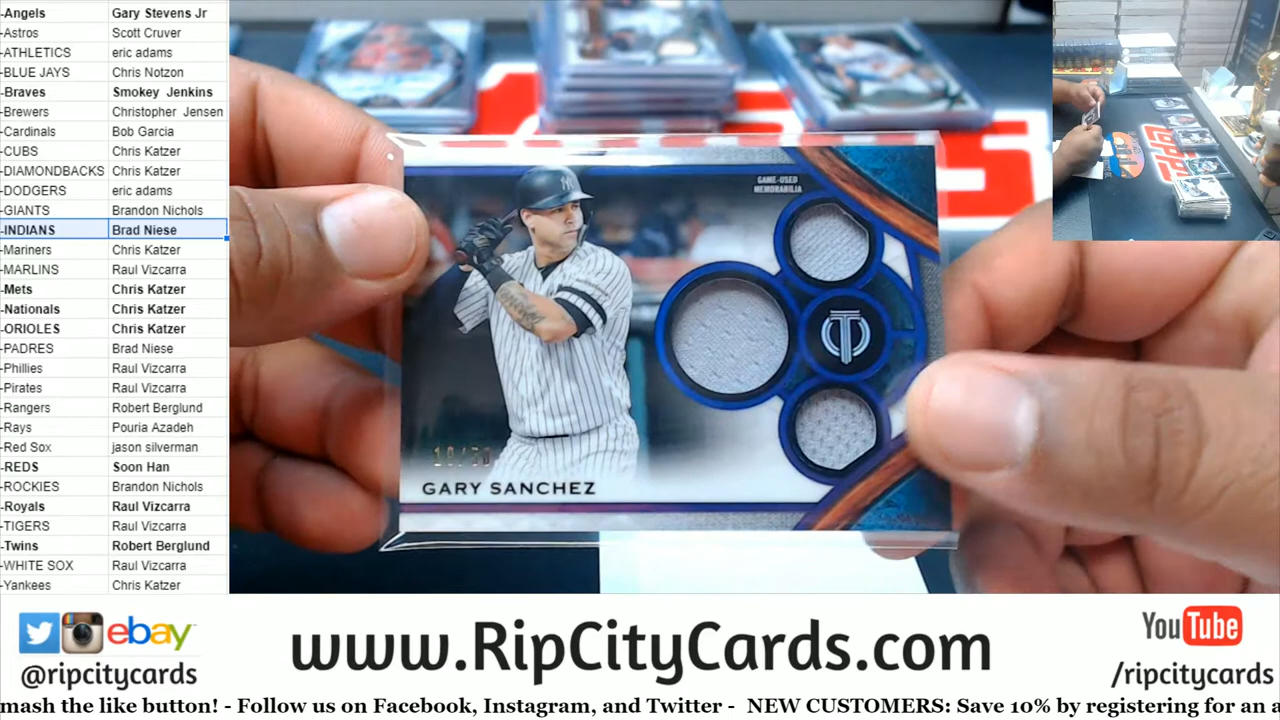 -Angels Gary Stevens Jr
-Astros Scott Cruver
-ATHLETICS eric adams
-BLUE JAYS Chris Notzon
-Braves Smokey Jenkins
-Brewers Christopher Jensen
-Cardinals Bob Garcia
-CUBS Chris Katzer
-DIAMONDBACKS Chris Katzer
-DODGERS eric adams
-GIANTS Brandon Nichols
-INDIANS Brad Niese
-Mariners Chris Katzer
-MARLINS Raul Vizcarra
-Mets Chris Katzer
-Nationals Chris Katzer
-ORIOLES Chris Katzer
-PADRES Brad Niese
-Phillies Raul Vizcarra
-Pirates Raul Vizcarra
-Rangers Robert Berglund
-Rays Pouria Azadeh
-Red Sox jason silverman
-REDS Soon Han
-ROCKIES Brandon Nichols
-Royals Raul Vizcarra
-TIGERS Raul Vizcarra
-Twins Robert Berglund
-WHITE SOX Raul Vizcarra
-Yankees Chris Katzer
GAME-USED
MEMORABILIA
GARY SANCHEZ
TOPPS
ebay
@ripcitycards
www.RipCityCards.com
YouTube
/ripcitycards
mash the like button! - Follow us on Facebook, Instagram, and Twitter - NEW CUSTOMERS: Save 10% by registering for an a